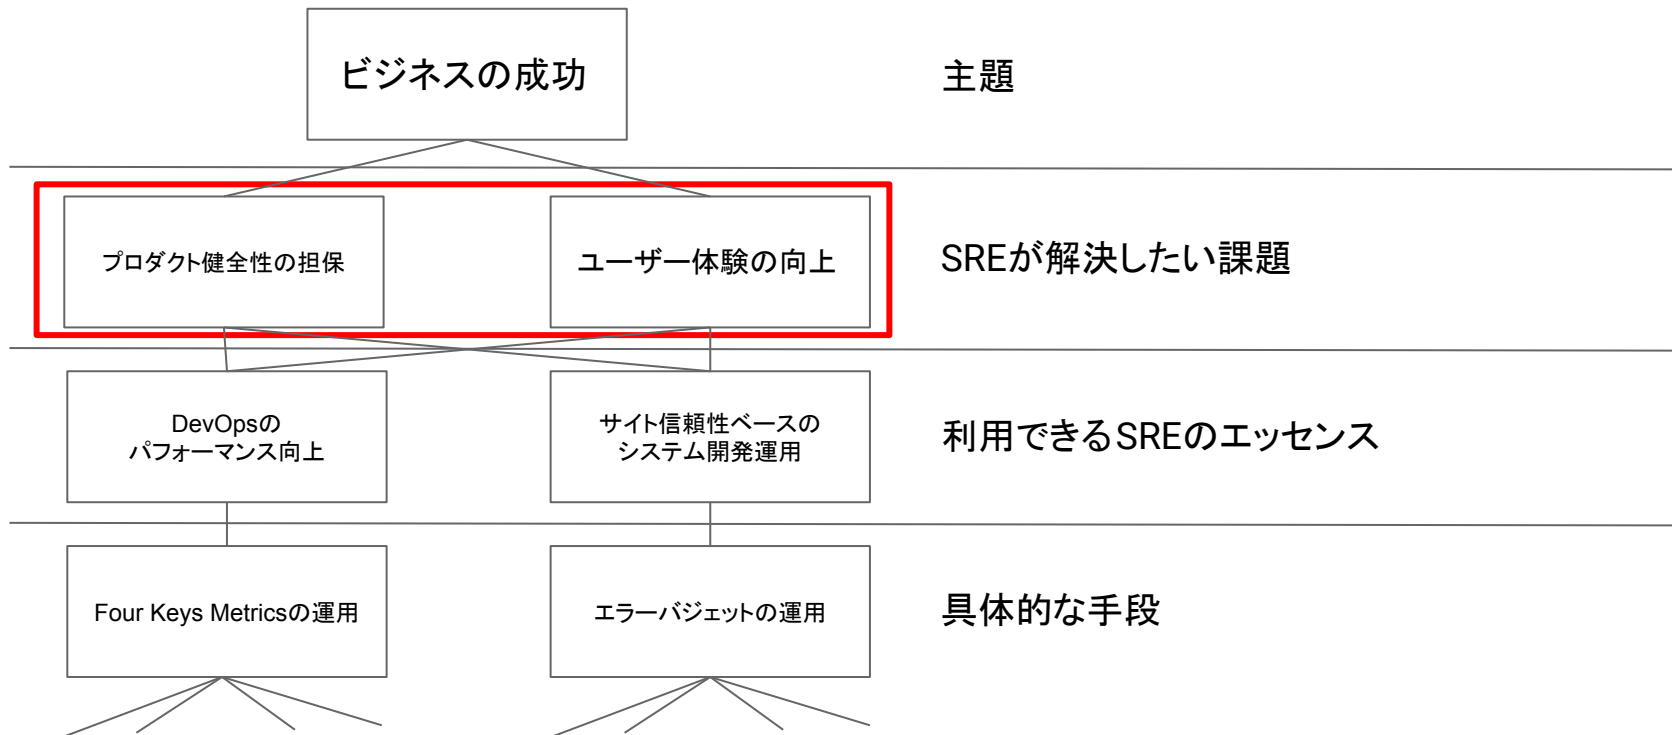 ビジネスの成功
主題
プロダクト健全性の担保
ユーザー体験の向上
SREが解決したい課題
DevOpsの
パフォーマンス向上
サイト信頼性ベースの
システム開発運用
利用できるSREのエッセンス
Four Keys Metricsの運用
エラーバジェットの運用
具体的な手段